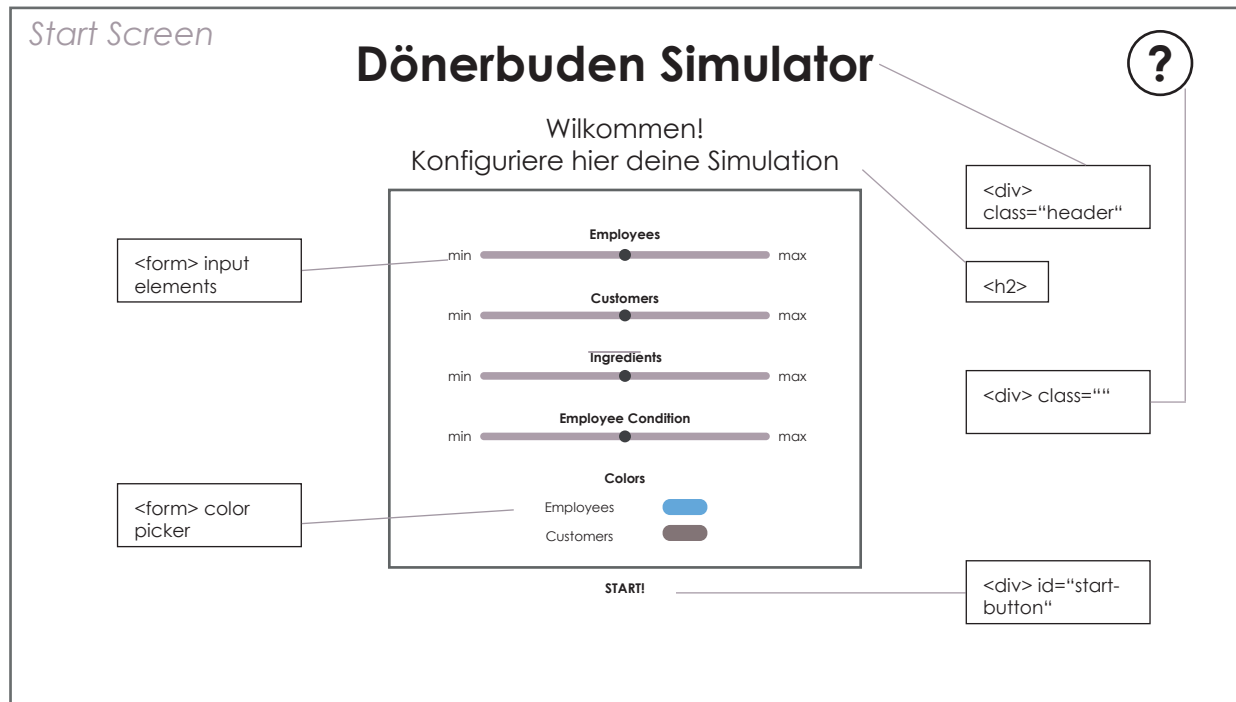 Start Screen
Dönerbuden Simulator
?
Wilkommen!
Konfiguriere hier deine Simulation
<div>
class=“header“
<form> input
elements
Employees
min max
<h2>
Customers
min max
Ingredients
min max
<div> class=““
Employee Condition
min max
Colors
<form> color
picker
Employees
Customers
START!
<div> id=“start-
button“